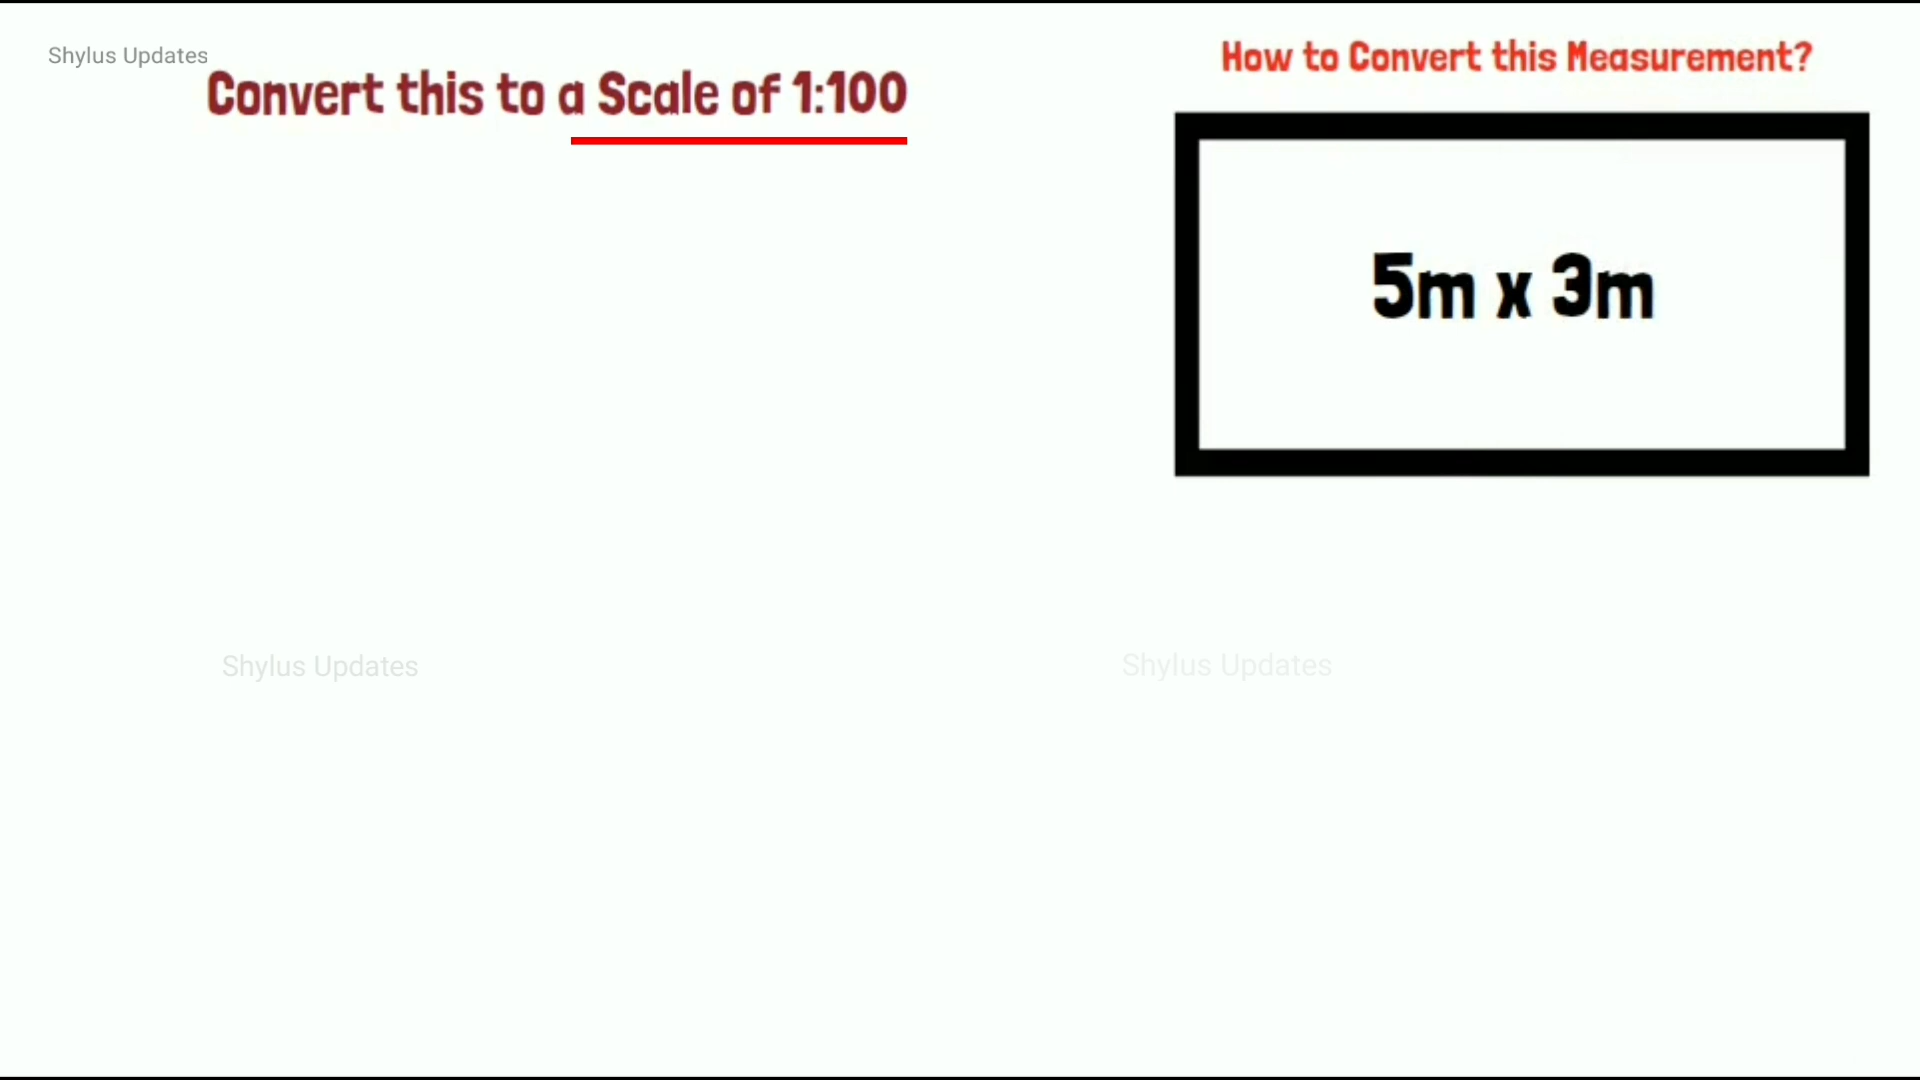 Shylus Updates
Convert this to a Scale of 1:100
How to Convert this Measurement?
5m x 3m
Shylus Updates
Shylus Updates